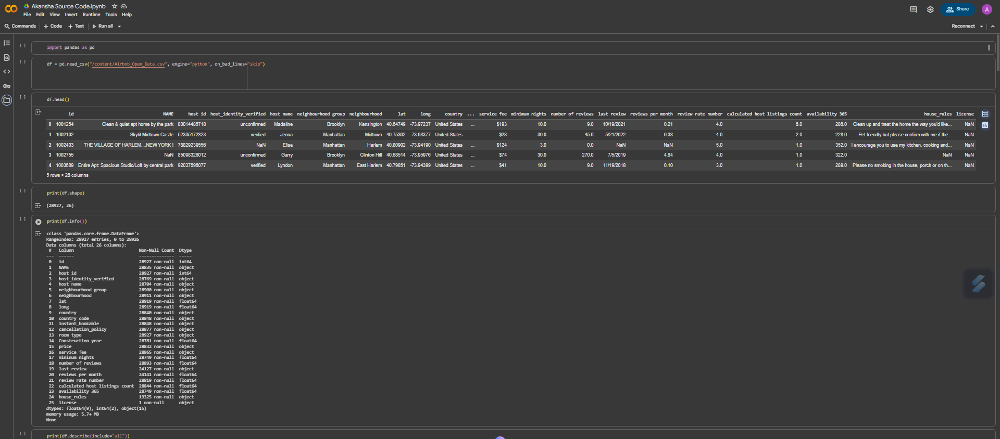 Akansha Source Code.ipynb
File Edit View Insert Runtime Tools Help
Share
A
Commands + Code + Text Run all
Reconnect
[ ] import pandas as pd
[ ] df = pd.read_csv("/content/Airbnb_Open_Data.csv", engine="python", on_bad_lines="skip")
[ ] df.head()
id NAME host id host_identity_verified host name neighbourhood group neighbourhood lat long country ... service fee minimum nights number of reviews last review reviews per month review rate number calculated host listings count availability 365 house_rules license
0 1001254 Clean & quiet apt home by the park 80014485718 unconfirmed Madaline Brooklyn Kensington 40.64749 -73.97237 United States ... $193 10.0 9.0 10/19/2021 0.21 4.0 6.0 286.0 Clean up and treat the home the way you'd like... NaN
1 1002102 Skylit Midtown Castle 52335172823 verified Jenna Manhattan Midtown 40.75362 -73.98377 United States ... $28 30.0 45.0 5/21/2022 0.38 4.0 2.0 228.0 Pet friendly but please confirm with me if the... NaN
2 1002403 THE VILLAGE OF HARLEM....NEW YORK ! 78829239556 NaN Elise Manhattan Harlem 40.80902 -73.94190 United States ... $124 3.0 0.0 NaN NaN 5.0 1.0 352.0 I encourage you to use my kitchen, cooking and... NaN
3 1002755 NaN 85098326012 unconfirmed Garry Brooklyn Clinton Hill 40.68514 -73.95976 United States ... $74 30.0 270.0 7/5/2019 4.64 4.0 1.0 322.0 NaN NaN
4 1003689 Entire Apt: Spacious Studio/Loft by central park 92037596077 verified Lyndon Manhattan East Harlem 40.79851 -73.94399 United States ... $41 10.0 9.0 11/19/2018 0.10 3.0 1.0 289.0 Please no smoking in the house, porch or on th... NaN
5 rows × 26 columns
[ ] print(df.shape)
(28927, 26)
[ ] print(df.info())
<class 'pandas.core.frame.DataFrame'>
RangeIndex: 28927 entries, 0 to 28926
Data columns (total 26 columns):
# Column Non-Null Count Dtype
--- ------ -------------- -----
0 id 28927 non-null int64
1 NAME 28835 non-null object
2 host id 28927 non-null int64
3 host_identity_verified 28769 non-null object
4 host name 28704 non-null object
5 neighbourhood group 28900 non-null object
6 neighbourhood 28911 non-null object
7 lat 28919 non-null float64
8 long 28919 non-null float64
9 country 28840 non-null object
10 country code 28848 non-null object
11 instant_bookable 28848 non-null object
12 cancellation_policy 28877 non-null object
13 room type 28927 non-null object
14 Construction year 28781 non-null float64
15 price 28832 non-null object
16 service fee 28865 non-null object
17 minimum nights 28749 non-null float64
18 number of reviews 28893 non-null float64
19 last review 24127 non-null object
20 reviews per month 24141 non-null float64
21 review rate number 28819 non-null float64
22 calculated host listings count 28844 non-null float64
23 availability 365 28749 non-null float64
24 house_rules 19325 non-null object
25 license 1 non-null object
dtypes: float64(9), int64(2), object(15)
memory usage: 5.7+ MB
None
[ ] print(df.describe(include="all"))